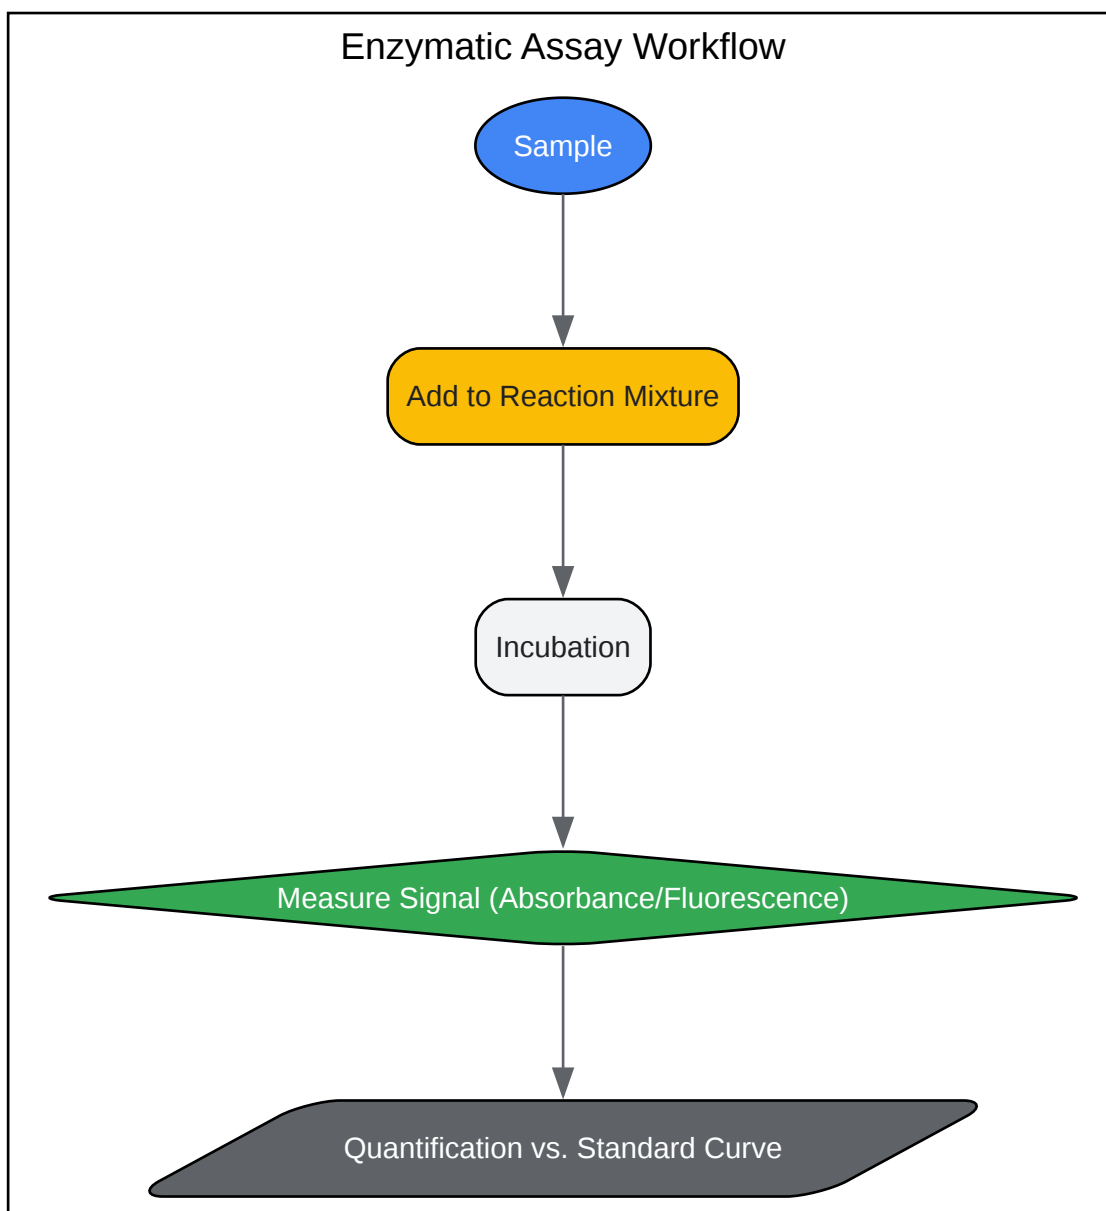 Enzymatic Assay Workflow
Sample
Add to Reaction Mixture
Incubation
Measure Signal (Absorbance/Fluorescence)
Quantification vs. Standard Curve